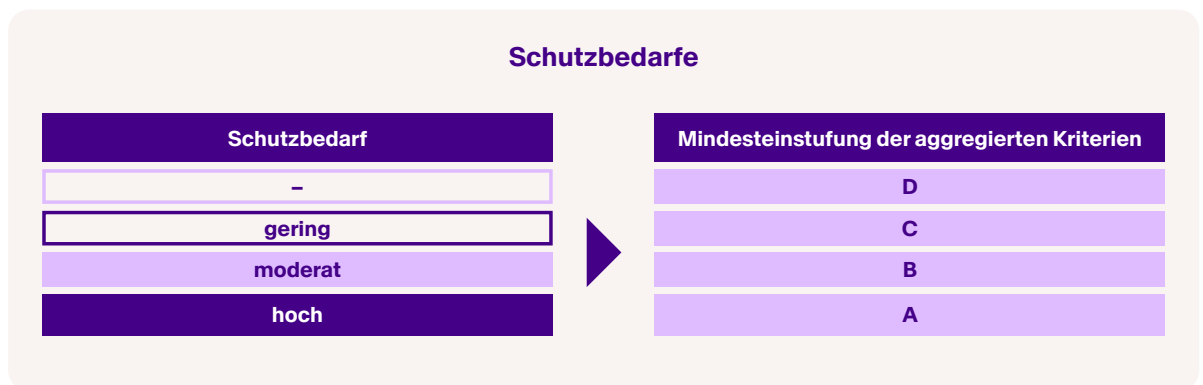 Schutzbedarfe
Schutzbedarf
Mindesteinstufung der aggregierten Kriterien
–
D
gering
C
moderat
B
hoch
A